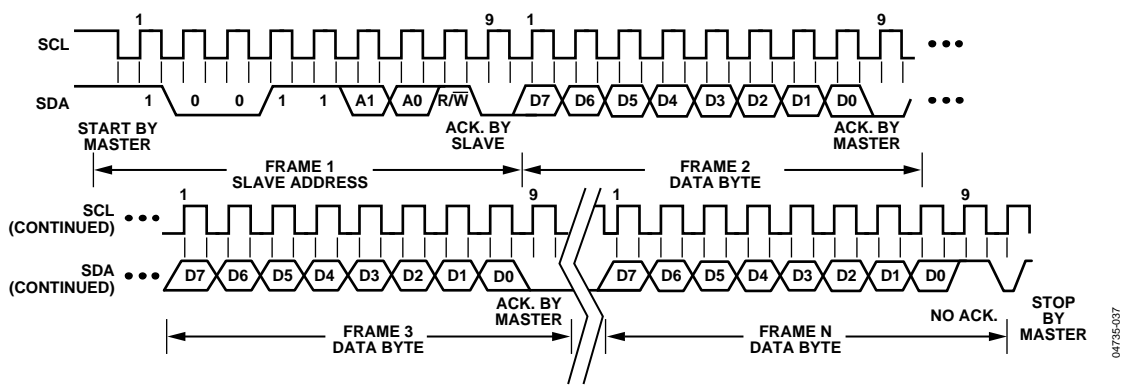 1 9 1 9
SCL
SDA
1 0 0 1 1 A1 A0 R/W̅ D7 D6 D5 D4 D3 D2 D1 D0
START BY
MASTER
ACK. BY
SLAVE
ACK. BY
MASTER
FRAME 1
SLAVE ADDRESS
FRAME 2
DATA BYTE
1 9 1 9
SCL
(CONTINUED)
SDA
(CONTINUED)
D7 D6 D5 D4 D3 D2 D1 D0 D7 D6 D5 D4 D3 D2 D1 D0
ACK. BY
MASTER
NO ACK.
STOP
BY
MASTER
FRAME 3
DATA BYTE
FRAME N
DATA BYTE
04735-037